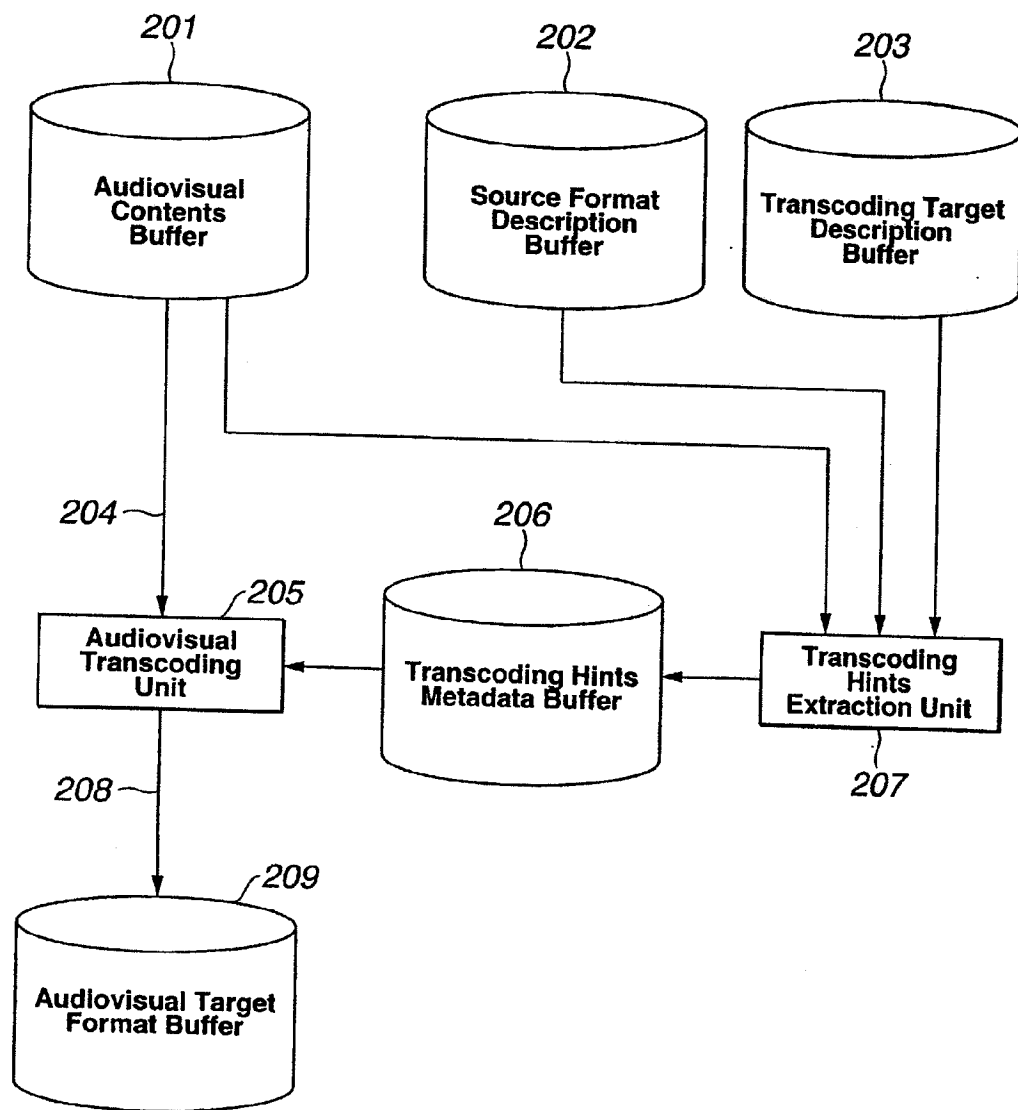 201
202
203
Audiovisual
Contents
Buffer
Source Format
Description
Buffer
Transcoding Target
Description
Buffer
204
206
205
Audiovisual
Transcoding
Unit
Transcoding Hints
Metadata Buffer
Transcoding
Hints
Extraction Unit
207
208
209
Audiovisual Target
Format Buffer